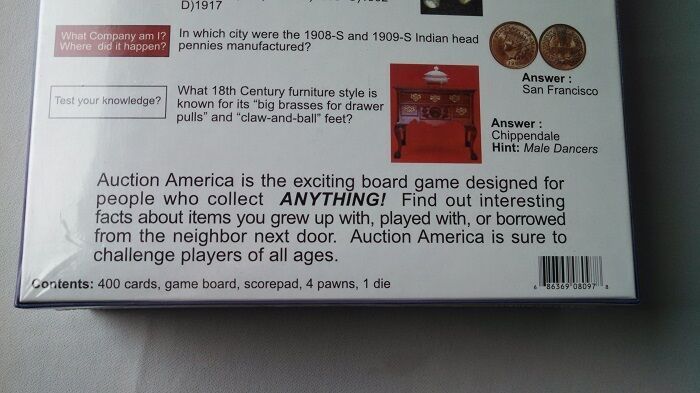 D)1917
What Company am I?
Where did it happen?
In which city were the 1908-S and 1909-S Indian head
pennies manufactured?
Answer :
San Francisco
Test your knowledge?
What 18th Century furniture style is
known for its "big brasses for drawer
pulls" and "claw-and-ball" feet?
Answer :
Chippendale
Hint: Male Dancers
Auction America is the exciting board game designed for
people who collect ANYTHING! Find out interesting
facts about items you grew up with, played with, or borrowed
from the neighbor next door. Auction America is sure to
challenge players of all ages.
Contents: 400 cards, game board, scorepad, 4 pawns, 1 die
6 86369 08097 8